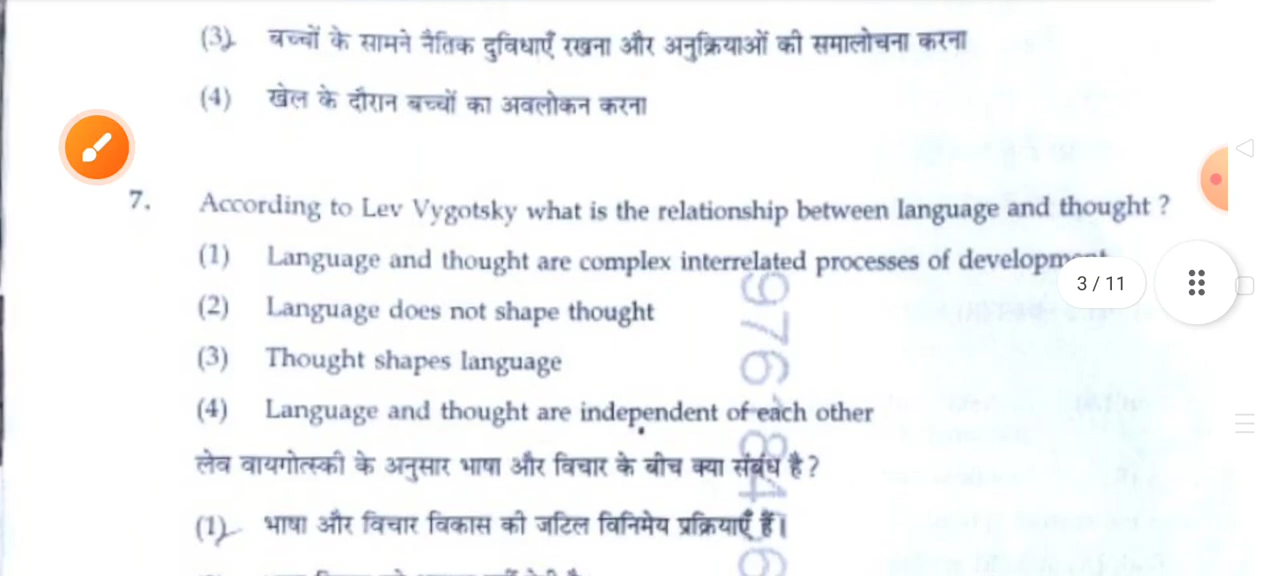 (3) बच्चों के सामने नैतिक दुविधाएँ रखना और अनुक्रियाओं की समालोचना करना
(4) खेल के दौरान बच्चों का अवलोकन करना
7. According to Lev Vygotsky what is the relationship between language and thought ?
(1) Language and thought are complex interrelated processes of
3 / 11
(2) Language does not shape thought
(3) Thought shapes language
(4) Language and thought are independent of each other
लेव वायगोत्स्की के अनुसार भाषा और विचार के बीच क्या संबंध है?
(1) भाषा और विचार विकास की जटिल विनिमेय प्रक्रियाएँ हैं।